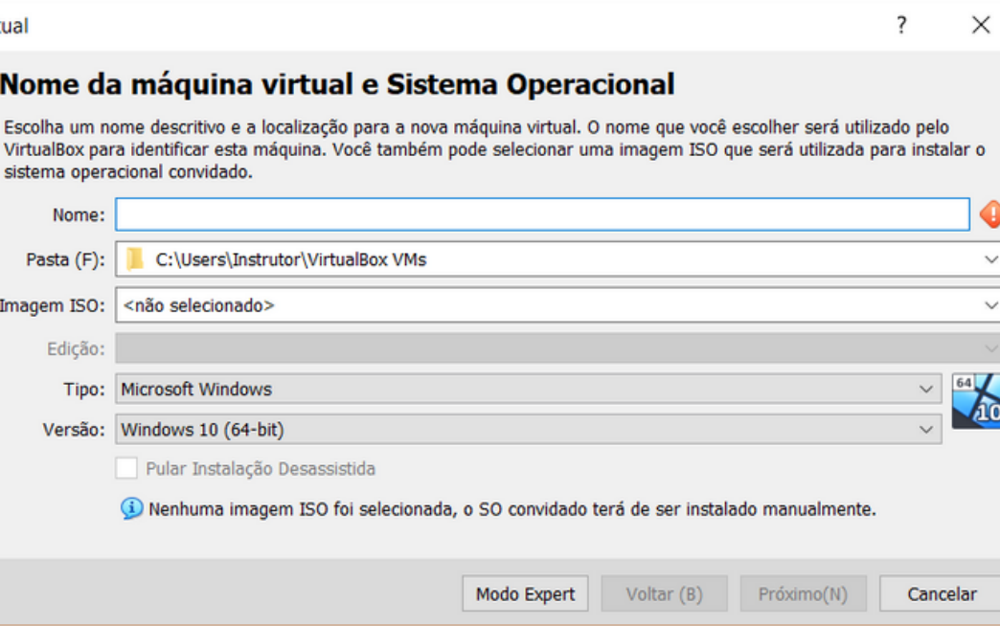 tual
?
Nome da máquina virtual e Sistema Operacional
Escolha um nome descritivo e a localização para a nova máquina virtual. O nome que você escolher será utilizado pelo
VirtualBox para identificar esta máquina. Você também pode selecionar uma imagem ISO que será utilizada para instalar o
sistema operacional convidado.
Nome:
Pasta (F): C:\Users\Instrutor\VirtualBox VMs
Imagem ISO: <não selecionado>
Edição:
Tipo: Microsoft Windows
64
10
Versão: Windows 10 (64-bit)
Pular Instalação Desassistida
Nenhuma imagem ISO foi selecionada, o SO convidado terá de ser instalado manualmente.
Modo Expert Voltar (B) Próximo(N) Cancelar